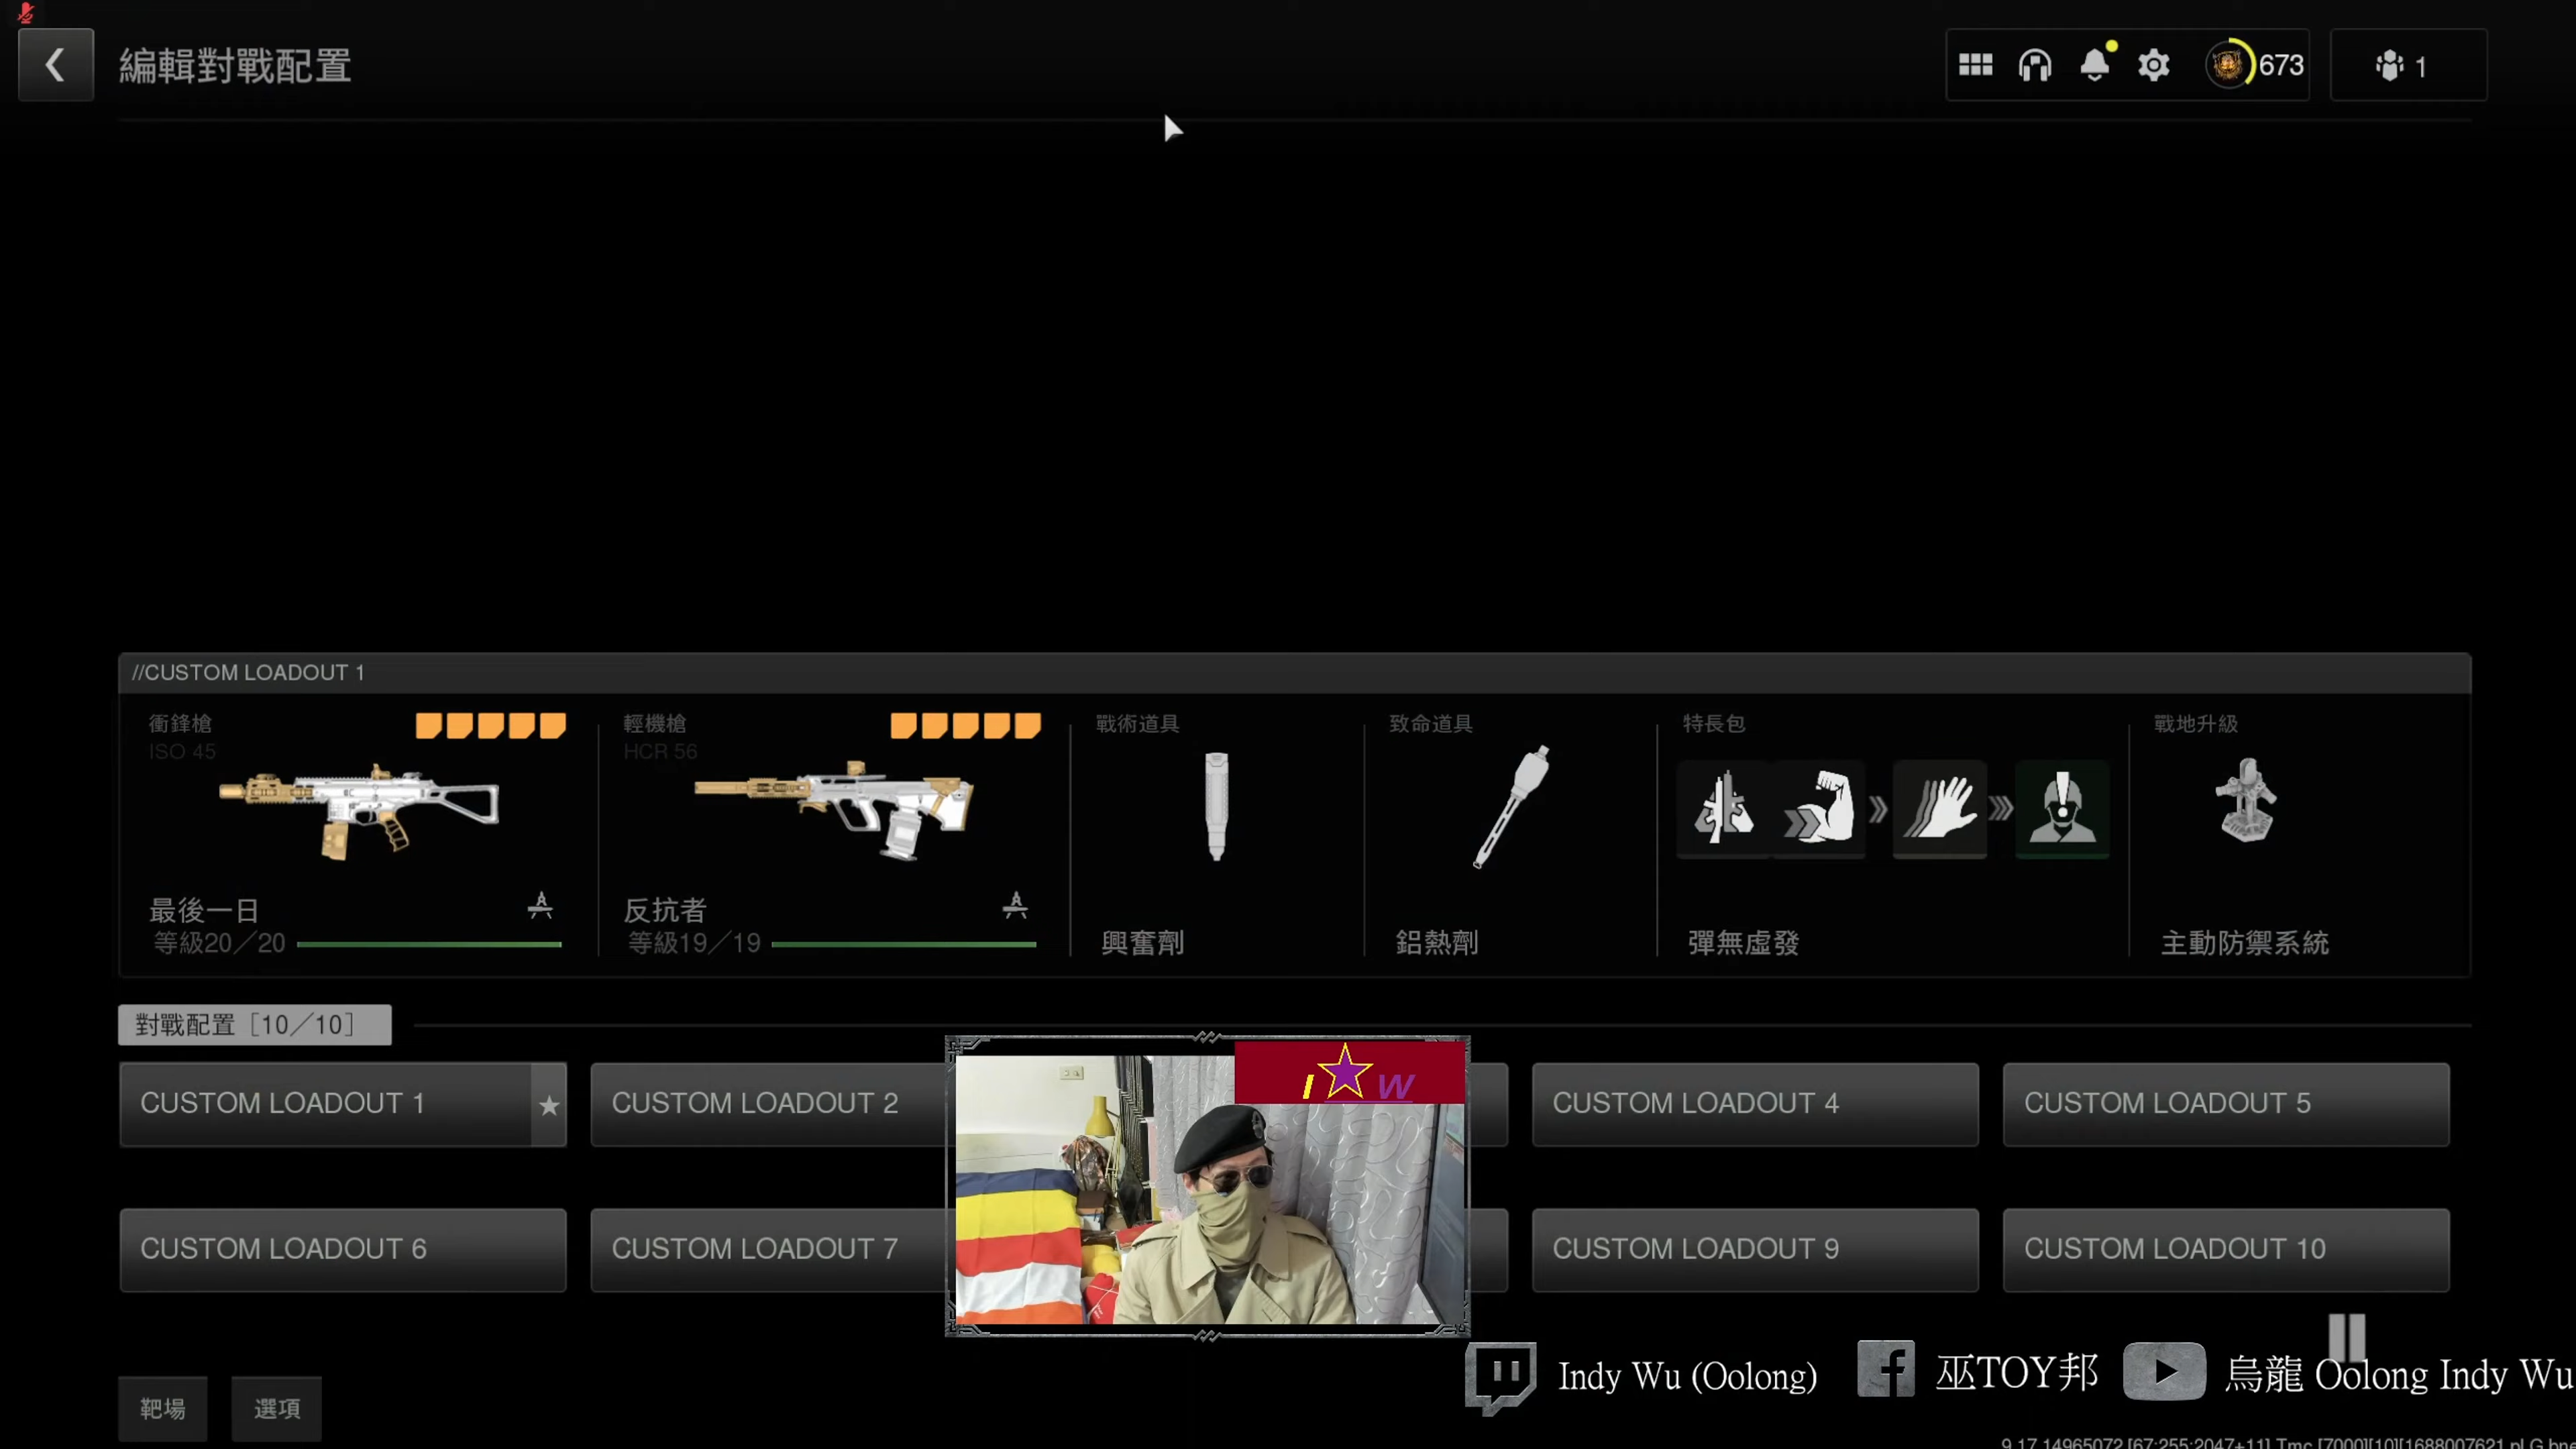 編輯對戰配置
673
1
//CUSTOM LOADOUT 1
衝鋒槍
ISO 45
最後一日
等級20／20
輕機槍
HCR 56
反抗者
等級19／19
戰術道具
興奮劑
致命道具
鋁熱劑
特長包
彈無虛發
戰地升級
主動防禦系統
對戰配置［10／10］
CUSTOM LOADOUT 1
CUSTOM LOADOUT 2
CUSTOM LOADOUT 4
CUSTOM LOADOUT 5
I W
CUSTOM LOADOUT 6
CUSTOM LOADOUT 7
CUSTOM LOADOUT 9
CUSTOM LOADOUT 10
靶場
選項
Indy Wu (Oolong)
巫TOY邦
烏龍 Oolong Indy Wu